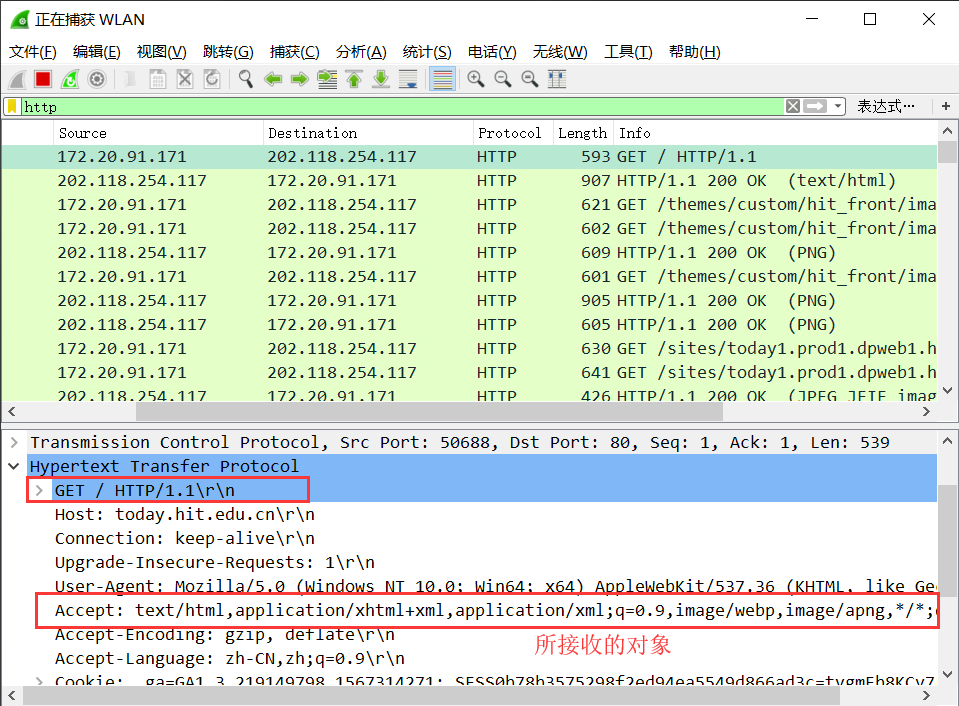 正在捕获 WLAN
文件(F) 编辑(E) 视图(V) 跳转(G) 捕获(C) 分析(A) 统计(S) 电话(Y) 无线(W) 工具(T) 帮助(H)
http 表达式… +
Source Destination Protocol Length Info
172.20.91.171 202.118.254.117 HTTP 593 GET / HTTP/1.1
202.118.254.117 172.20.91.171 HTTP 907 HTTP/1.1 200 OK (text/html)
172.20.91.171 202.118.254.117 HTTP 621 GET /themes/custom/hit_front/ima
172.20.91.171 202.118.254.117 HTTP 602 GET /themes/custom/hit_front/ima
202.118.254.117 172.20.91.171 HTTP 609 HTTP/1.1 200 OK (PNG)
172.20.91.171 202.118.254.117 HTTP 601 GET /themes/custom/hit_front/ima
202.118.254.117 172.20.91.171 HTTP 905 HTTP/1.1 200 OK (PNG)
202.118.254.117 172.20.91.171 HTTP 605 HTTP/1.1 200 OK (PNG)
172.20.91.171 202.118.254.117 HTTP 630 GET /sites/today1.prod1.dpweb1.h
172.20.91.171 202.118.254.117 HTTP 641 GET /sites/today1.prod1.dpweb1.h
202.118.254.117 172.20.91.171 HTTP 426 HTTP/1.1 200 OK (JPEG JFIF imag
Transmission Control Protocol, Src Port: 50688, Dst Port: 80, Seq: 1, Ack: 1, Len: 539
Hypertext Transfer Protocol
GET / HTTP/1.1\r\n
Host: today.hit.edu.cn\r\n
Connection: keep-alive\r\n
Upgrade-Insecure-Requests: 1\r\n
User-Agent: Mozilla/5.0 (Windows NT 10.0; Win64; x64) AppleWebKit/537.36 (KHTML, like Ge
Accept: text/html,application/xhtml+xml,application/xml;q=0.9,image/webp,image/apng,*/*;
Accept-Encoding: gzip, deflate\r\n
所接收的对象
Accept-Language: zh-CN,zh;q=0.9\r\n
Cookie: _ga=GA1.3.219149798.1567314271;